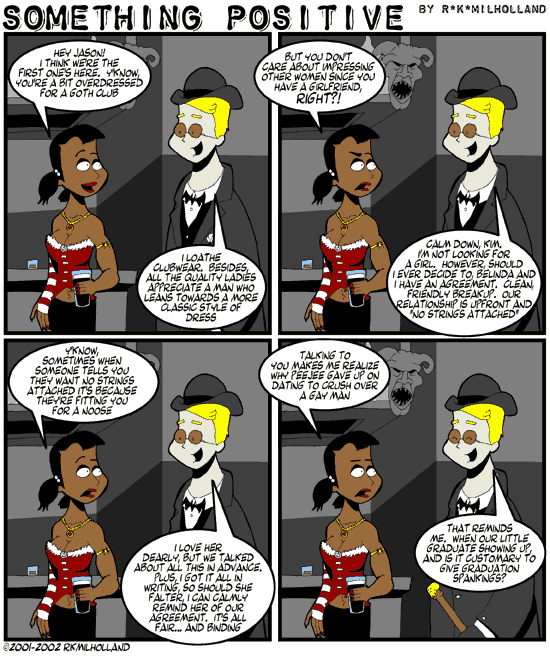 SOMETHING POSITIVE BY R*K*MILHOLLAND
HEY JASON!
I THINK WE'RE THE
FIRST ONE'S HERE. Y'KNOW,
YOU'RE A BIT OVERDRESSED
FOR A GOTH CLUB
I LOATHE
CLUBWEAR. BESIDES,
ALL THE QUALITY LADIES
APPRECIATE A MAN WHO
LEANS TOWARDS A MORE
CLASSIC STYLE OF
DRESS
BUT YOU DON'T
CARE ABOUT IMPRESSING
OTHER WOMEN SINCE YOU
HAVE A GIRLFRIEND,
RIGHT?!
CALM DOWN, KIM.
I'M NOT LOOKING FOR
A GIRL. HOWEVER, SHOULD
I EVER DECIDE TO, BELINDA AND
I HAVE AN AGREEMENT. CLEAN,
FRIENDLY BREAKUP. OUR
RELATIONSHIP IS UPFRONT AND
"NO STRINGS ATTACHED"
Y'KNOW,
SOMETIMES WHEN
SOMEONE TELLS YOU
THEY WANT NO STRINGS
ATTACHED IT'S BECAUSE
THEY'RE FITTING YOU
FOR A NOOSE
I LOVE HER
DEARLY, BUT WE TALKED
ABOUT ALL THIS IN ADVANCE.
PLUS, I GOT IT ALL IN
WRITING, SO SHOULD SHE
FALTER, I CAN CALMLY
REMIND HER OF OUR
AGREEMENT. IT'S ALL
FAIR... AND BINDING
TALKING TO
YOU MAKES ME REALIZE
WHY PEEJEE GAVE UP ON
DATING TO CRUSH OVER
A GAY MAN
THAT REMINDS
ME. WHEN OUR LITTLE
GRADUATE SHOWING UP,
AND IS IT CUSTOMARY TO
GIVE GRADUATION
SPANKINGS?
©2001-2002 RKMILHOLLAND